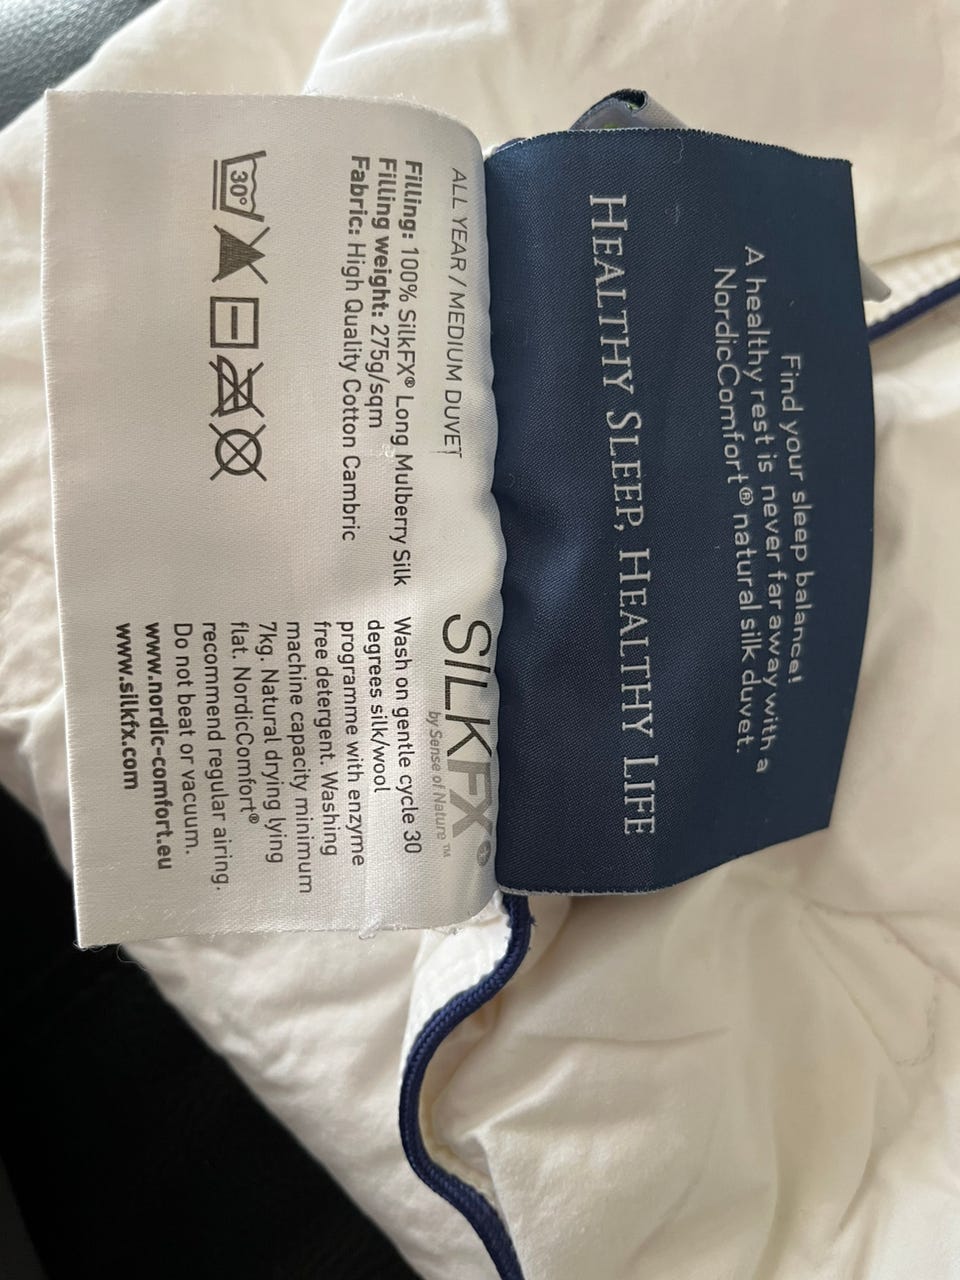 Find your sleep balance!
A healthy rest is never far away with a
NordicComfort® natural silk duvet.
HEALTHY SLEEP, HEALTHY LIFE
ALL YEAR / MEDIUM DUVET
Filling: 100% SilkFX® Long Mulberry Silk
Filling weight: 275g/sqm
Fabric: High Quality Cotton Cambric
30°
SILKFX®
by Sense of Nature™
Wash on gentle cycle 30
degrees silk/wool
programme with enzyme
free detergent. Washing
machine capacity minimum
7kg. Natural drying lying
flat. NordicComfort®
recommend regular airing.
Do not beat or vacuum.
www.nordic-comfort.eu
www.silkfx.com